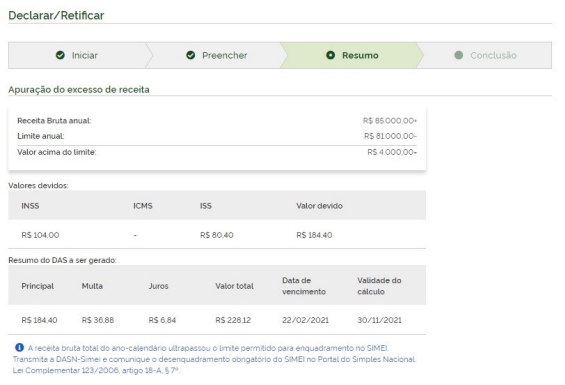 Declarar/Retificar
Iniciar Preencher Resumo Conclusão
Apuração do excesso de receita
Receita Bruta anual: R$ 85.000,00+
Limite anual: R$ 81.000,00-
Valor acima do limite: R$ 4.000,00=
Valores devidos:
INSS ICMS ISS Valor devido
R$ 104,00 - R$ 80,40 R$ 184,40
Resumo do DAS a ser gerado:
Principal Multa Juros Valor total Data de vencimento Validade do cálculo
R$ 184,40 R$ 36,88 R$ 6,84 R$ 228,12 22/02/2021 30/11/2021
A receita bruta total do ano-calendário ultrapassou o limite permitido para enquadramento no SIMEI.
Transmita a DASN-Simei e comunique o desenquadramento obrigatório do SIMEI no Portal do Simples Nacional.
Lei Complementar 123/2006, artigo 18-A, § 7º.